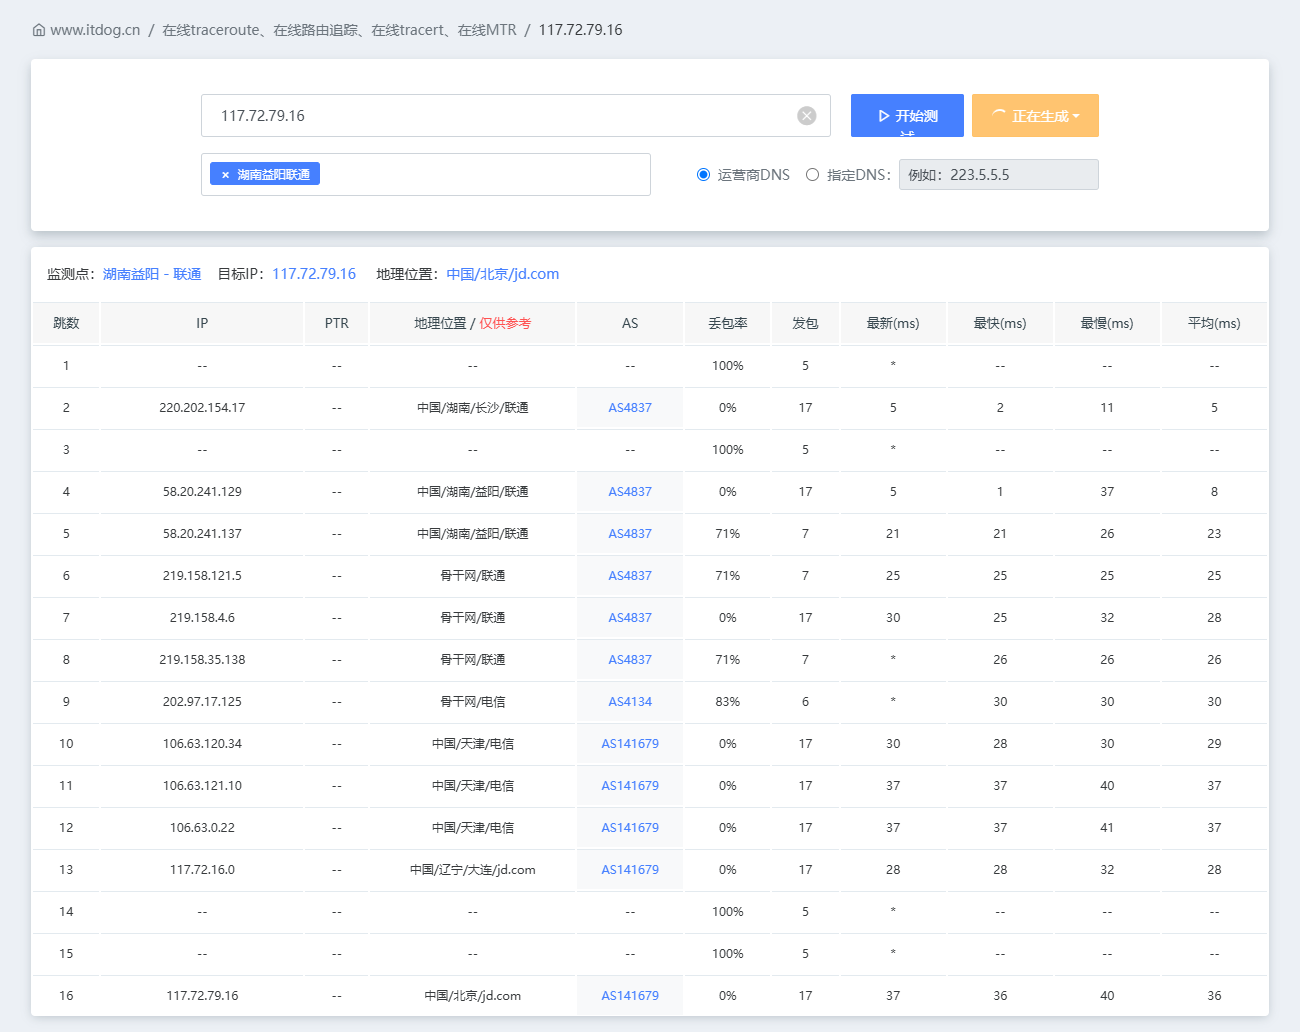 www.itdog.cn / 在线traceroute、在线路由追踪、在线tracert、在线MTR / 117.72.79.16
117.72.79.16 开始测 正在生成
× 湖南益阳联通 运营商DNS 指定DNS: 例如：223.5.5.5
监测点：湖南益阳 - 联通 目标IP：117.72.79.16 地理位置：中国/北京/jd.com
跳数 IP PTR 地理位置 / 仅供参考 AS 丢包率 发包 最新(ms) 最快(ms) 最慢(ms) 平均(ms)
1 -- -- -- -- 100% 5 * -- -- --
2 220.202.154.17 -- 中国/湖南/长沙/联通 AS4837 0% 17 5 2 11 5
3 -- -- -- -- 100% 5 * -- -- --
4 58.20.241.129 -- 中国/湖南/益阳/联通 AS4837 0% 17 5 1 37 8
5 58.20.241.137 -- 中国/湖南/益阳/联通 AS4837 71% 7 21 21 26 23
6 219.158.121.5 -- 骨干网/联通 AS4837 71% 7 25 25 25 25
7 219.158.4.6 -- 骨干网/联通 AS4837 0% 17 30 25 32 28
8 219.158.35.138 -- 骨干网/联通 AS4837 71% 7 * 26 26 26
9 202.97.17.125 -- 骨干网/电信 AS4134 83% 6 * 30 30 30
10 106.63.120.34 -- 中国/天津/电信 AS141679 0% 17 30 28 30 29
11 106.63.121.10 -- 中国/天津/电信 AS141679 0% 17 37 37 40 37
12 106.63.0.22 -- 中国/天津/电信 AS141679 0% 17 37 37 41 37
13 117.72.16.0 -- 中国/辽宁/大连/jd.com AS141679 0% 17 28 28 32 28
14 -- -- -- -- 100% 5 * -- -- --
15 -- -- -- -- 100% 5 * -- -- --
16 117.72.79.16 -- 中国/北京/jd.com AS141679 0% 17 37 36 40 36